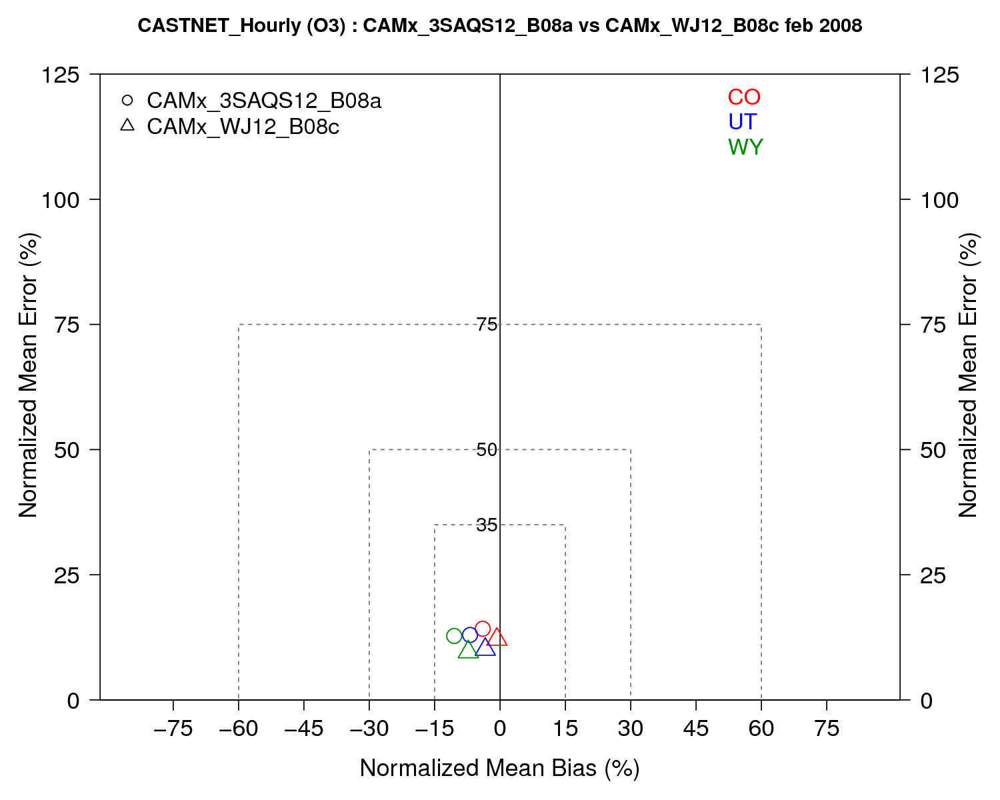 CASTNET_Hourly (O3) : CAMx_3SAQS12_B08a vs CAMx_WJ12_B08c feb 2008
CAMx_3SAQS12_B08a
CAMx_WJ12_B08c
CO
UT
WY
Normalized Mean Error (%)
125
100
75
50
25
0
75
50
35
125
100
75
50
25
0
Normalized Mean Error (%)
−75 −60 −45 −30 −15 0 15 30 45 60 75
Normalized Mean Bias (%)